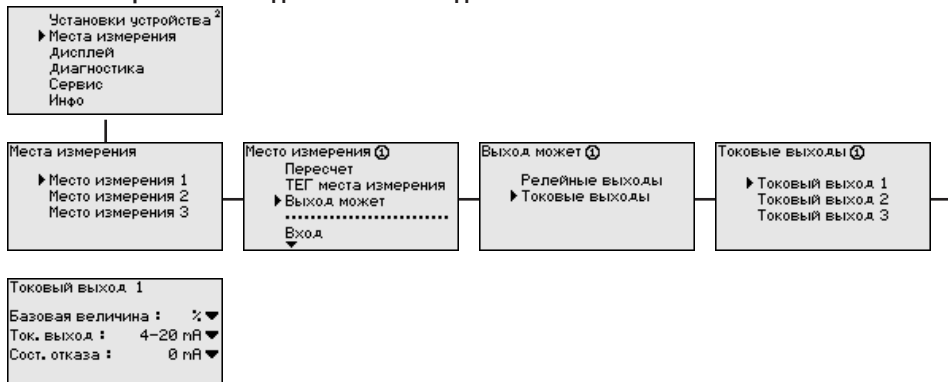 Установки устройства 2
Места измерения
Дисплей
Диагностика
Сервис
Инфо
Места измерения
Место измерения 1
Место измерения 2
Место измерения 3
Место измерения ①
Пересчет
ТЕГ места измерения
Выход может
Вход
Выход может ①
Релейные выходы
Токовые выходы
Токовые выходы ①
Токовый выход 1
Токовый выход 2
Токовый выход 3
Токовый выход 1
Базовая величина : %
Ток. выход : 4-20 mA
Сост. отказа : 0 mA